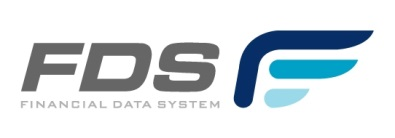 FDS
FINANCIAL DATA SYSTEM